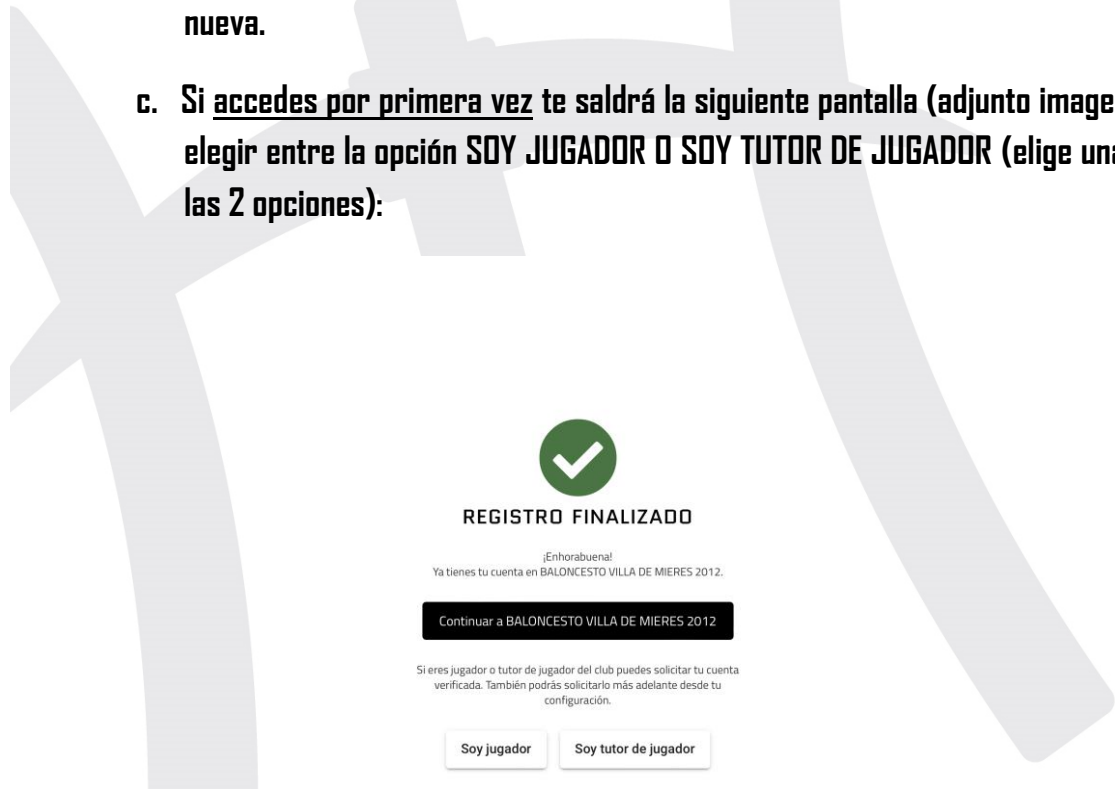 nueva.
c. Si accedes por primera vez te saldrá la siguiente pantalla (adjunto image
elegir entre la opción SOY JUGADOR O SOY TUTOR DE JUGADOR (elige una
las 2 opciones):
REGISTRO FINALIZADO
¡Enhorabuena!
Ya tienes tu cuenta en BALONCESTO VILLA DE MIERES 2012.
Continuar a BALONCESTO VILLA DE MIERES 2012
Si eres jugador o tutor de jugador del club puedes solicitar tu cuenta
verificada. También podrás solicitarlo más adelante desde tu
configuración.
Soy jugador Soy tutor de jugador